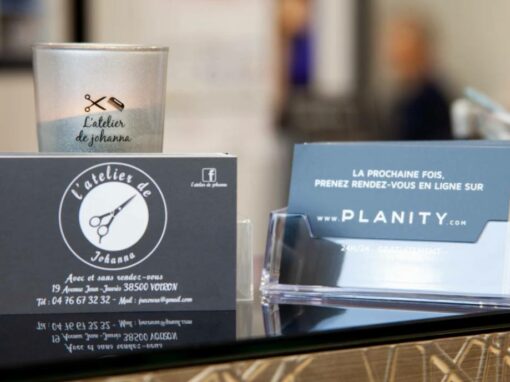 L'atelier
de johanna
l'atelier de
Johanna
l'atelier de johanna
Avec et sans rendez-vous
19 Avenue Jean-Jaurès 38500 VOIRON
Tél : 04 76 67 32 32 - Mail :
LA PROCHAINE FOIS,
PRENEZ RENDEZ-VOUS EN LIGNE SUR
www.PLANITY.com
24H/24 - GRATUITEMENT